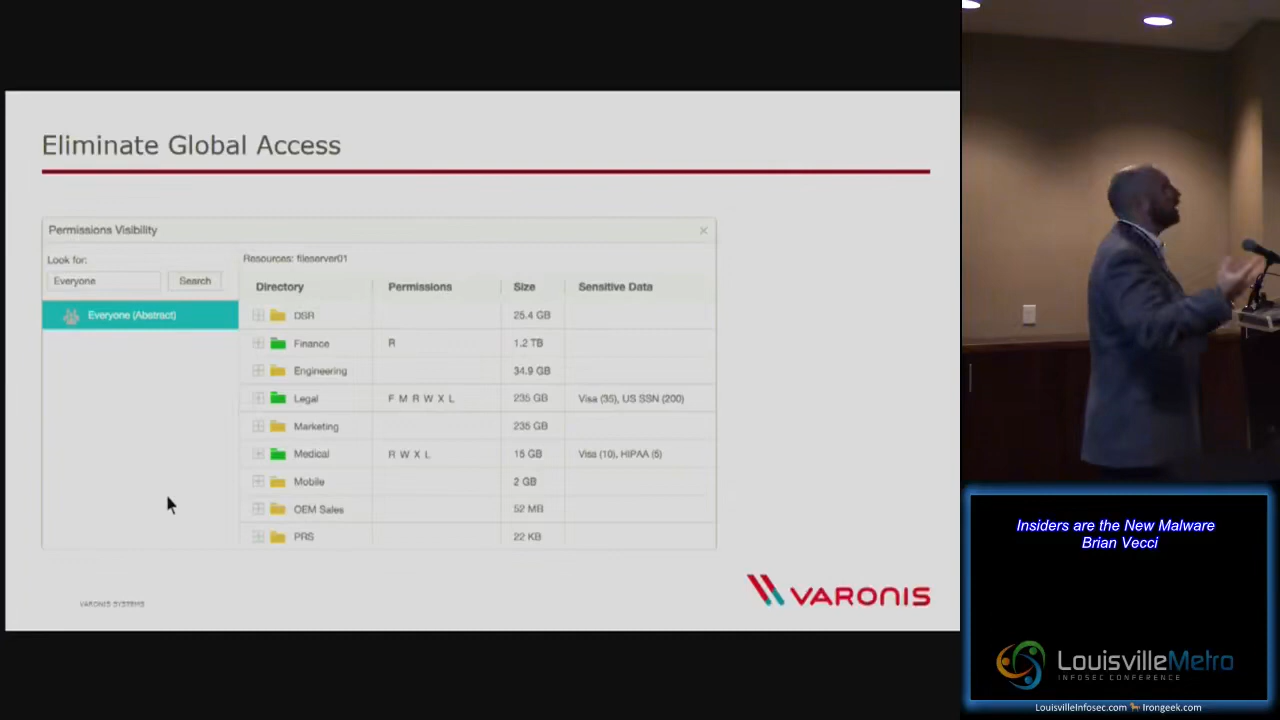 Eliminate Global Access
Permissions Visibility
Look for:
Everyone
Search
Everyone (Abstract)
Resources: fileserver01
Directory Permissions Size Sensitive Data
DSR 25.4 GB
Finance R 1.2 TB
Engineering 34.9 GB
Legal F M R W X L 235 GB Visa (35), US SSN (200)
Marketing 235 GB
Medical R W X L 15 GB Visa (10), HIPAA (5)
Mobile 2 GB
OEM Sales 52 MB
PRS 22 KB
VARONIS SYSTEMS
VARONIS
Insiders are the New Malware
Brian Vecci
LouisvilleMetro
INFOSEC CONFERENCE
LouisvilleInfosec.com Irongeek.com